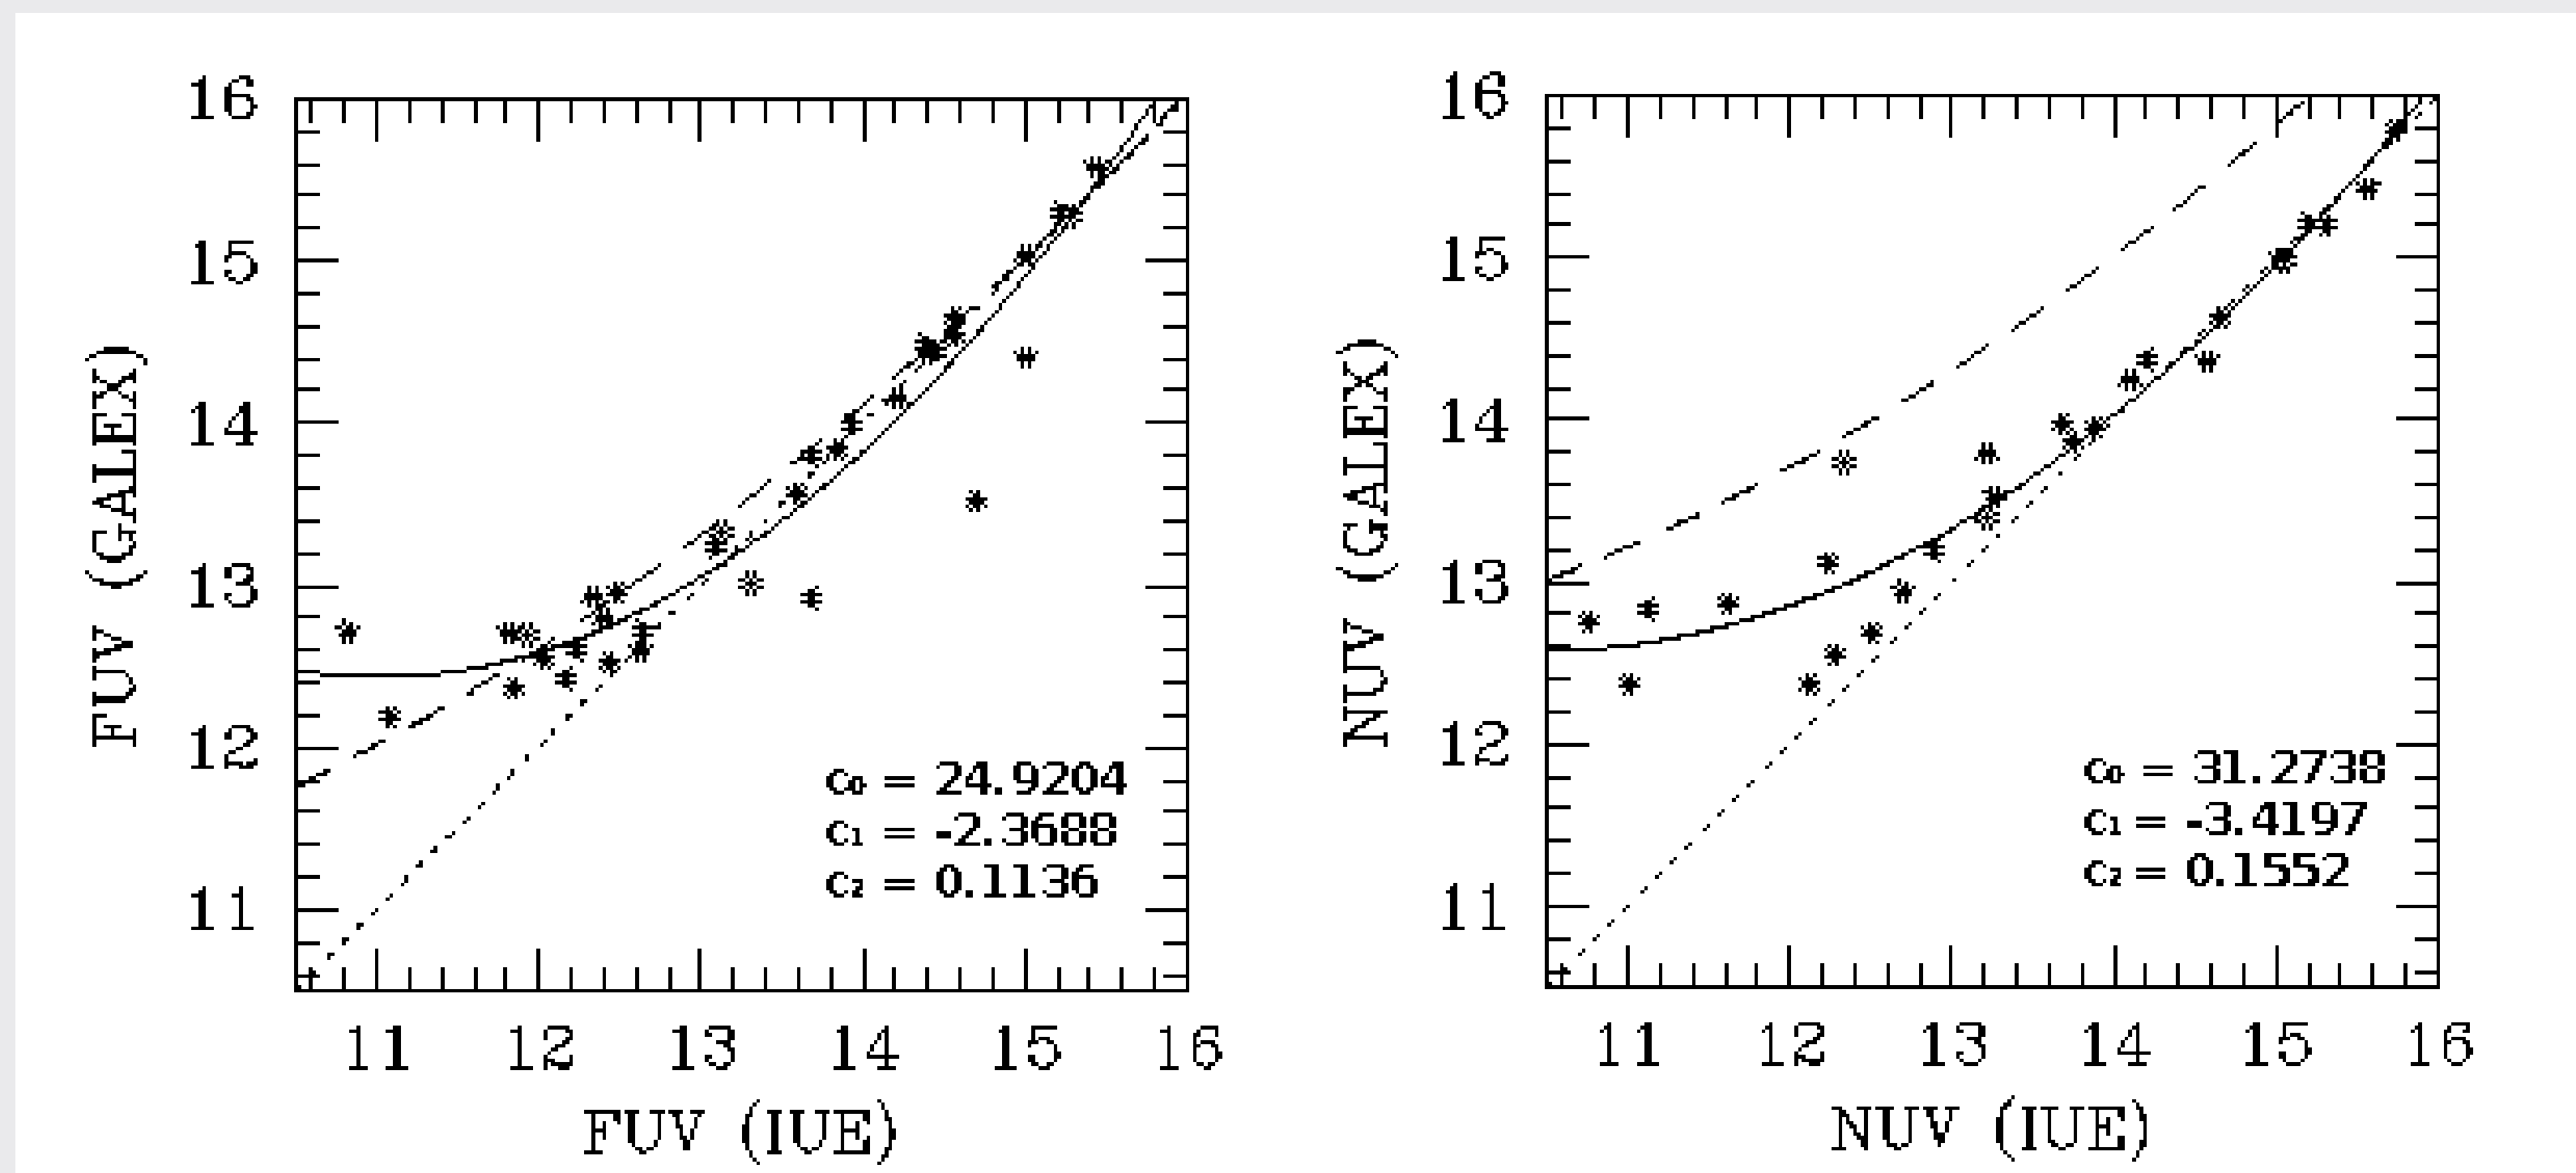 16
15
14
13
12
11
FUV (GALEX)
c₀ = 24.9204
c₁ = -2.3688
c₂ = 0.1136
11 12 13 14 15 16
FUV (IUE)
16
15
14
13
12
11
NUV (GALEX)
c₀ = 31.2738
c₁ = -3.4197
c₂ = 0.1552
11 12 13 14 15 16
NUV (IUE)